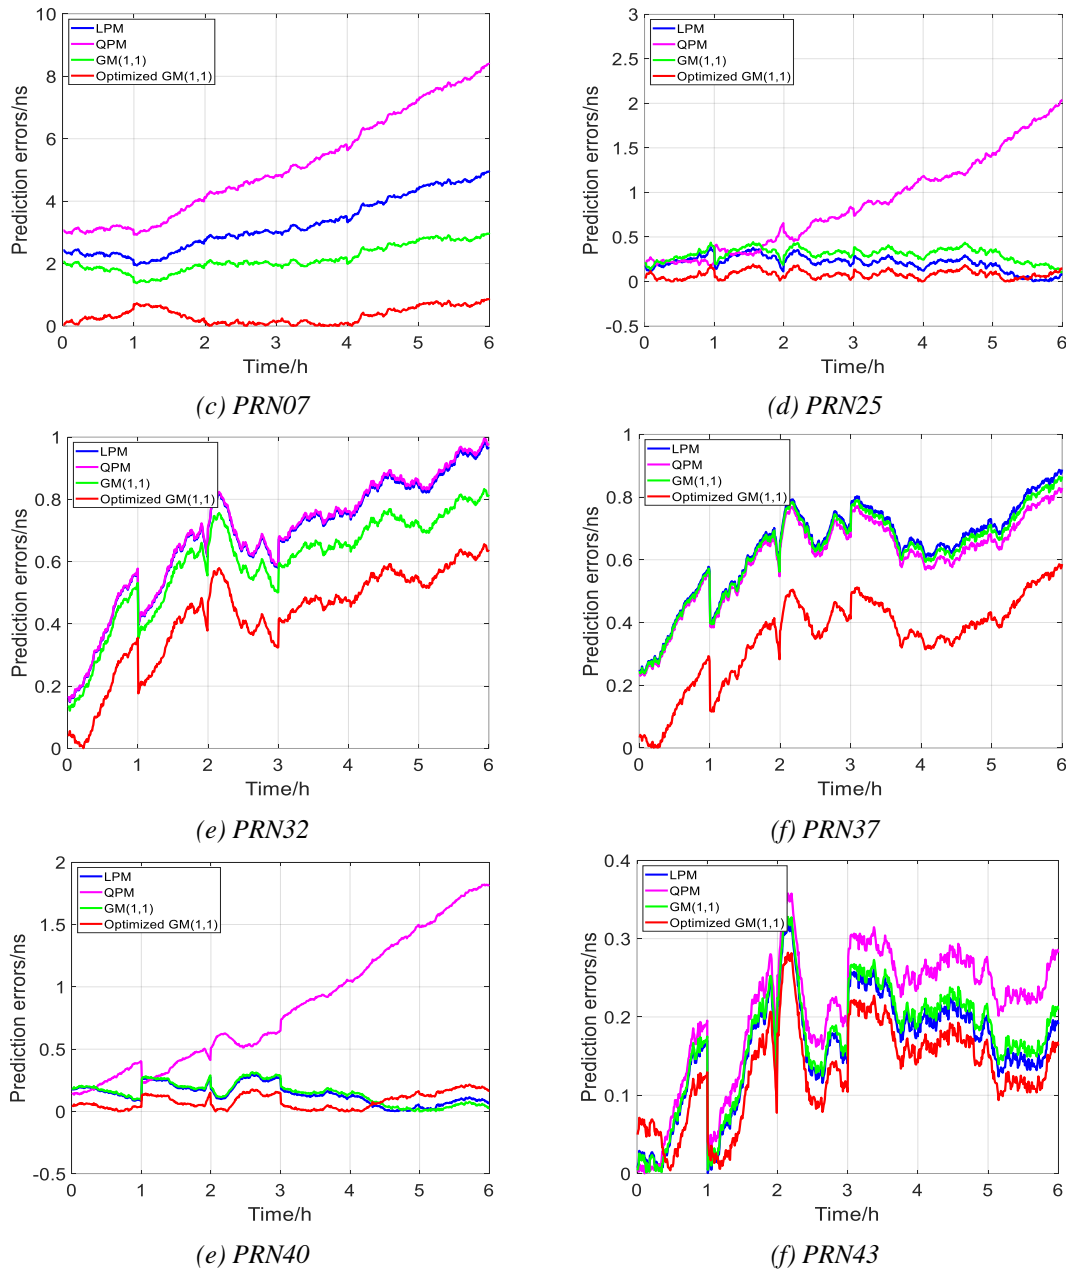 10
8
6
4
2
0
Prediction errors/ns
LPM
QPM
GM(1,1)
Optimized GM(1,1)
0 1 2 3 4 5 6
Time/h
(c) PRN07
3
2.5
2
1.5
1
0.5
0
-0.5
Prediction errors/ns
LPM
QPM
GM(1,1)
Optimized GM(1,1)
0 1 2 3 4 5 6
Time/h
(d) PRN25
1
0.8
0.6
0.4
0.2
0
Prediction errors/ns
LPM
QPM
GM(1,1)
Optimized GM(1,1)
0 1 2 3 4 5 6
Time/h
(e) PRN32
1
0.8
0.6
0.4
0.2
0
Prediction errors/ns
LPM
QPM
GM(1,1)
Optimized GM(1,1)
0 1 2 3 4 5 6
Time/h
(f) PRN37
2
1.5
1
0.5
0
-0.5
Prediction errors/ns
LPM
QPM
GM(1,1)
Optimized GM(1,1)
0 1 2 3 4 5 6
Time/h
(e) PRN40
0.4
0.3
0.2
0.1
0
Prediction errors/ns
LPM
QPM
GM(1,1)
Optimized GM(1,1)
0 1 2 3 4 5 6
Time/h
(f) PRN43